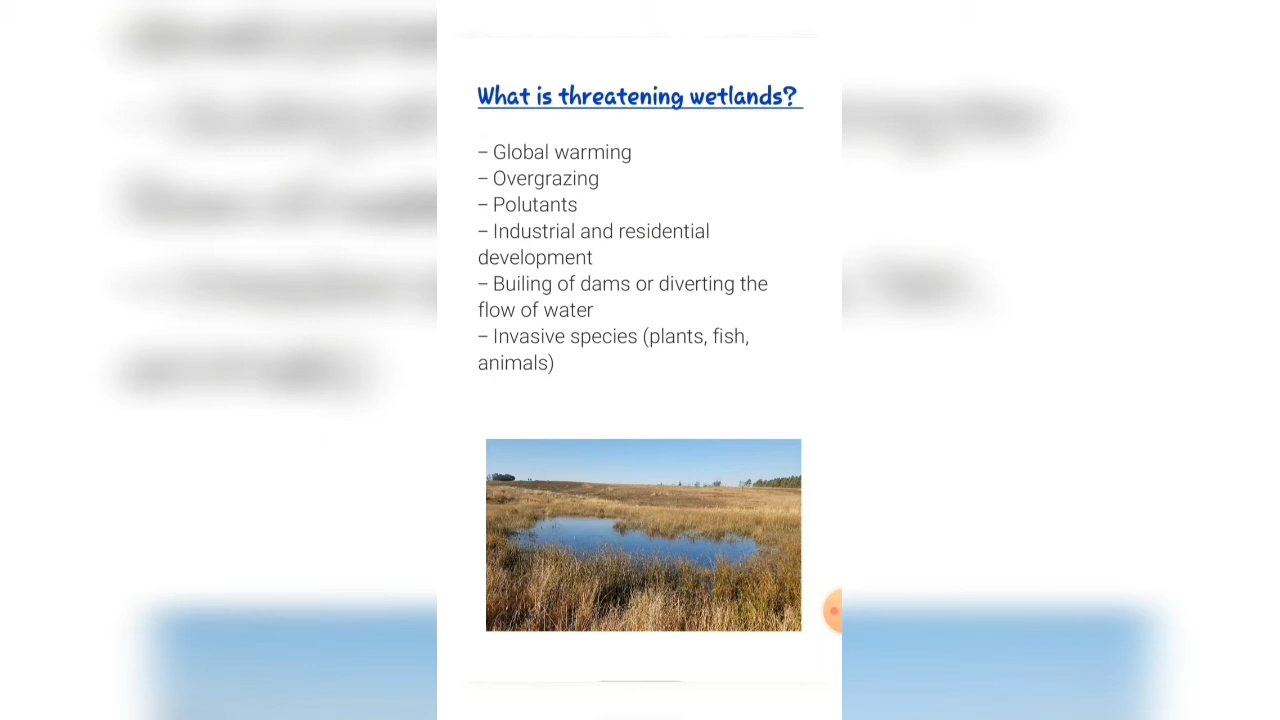 What is threatening wetlands?
– Global warming
– Overgrazing
– Polutants
– Industrial and residential
development
– Builing of dams or diverting the
flow of water
– Invasive species (plants, fish,
animals)